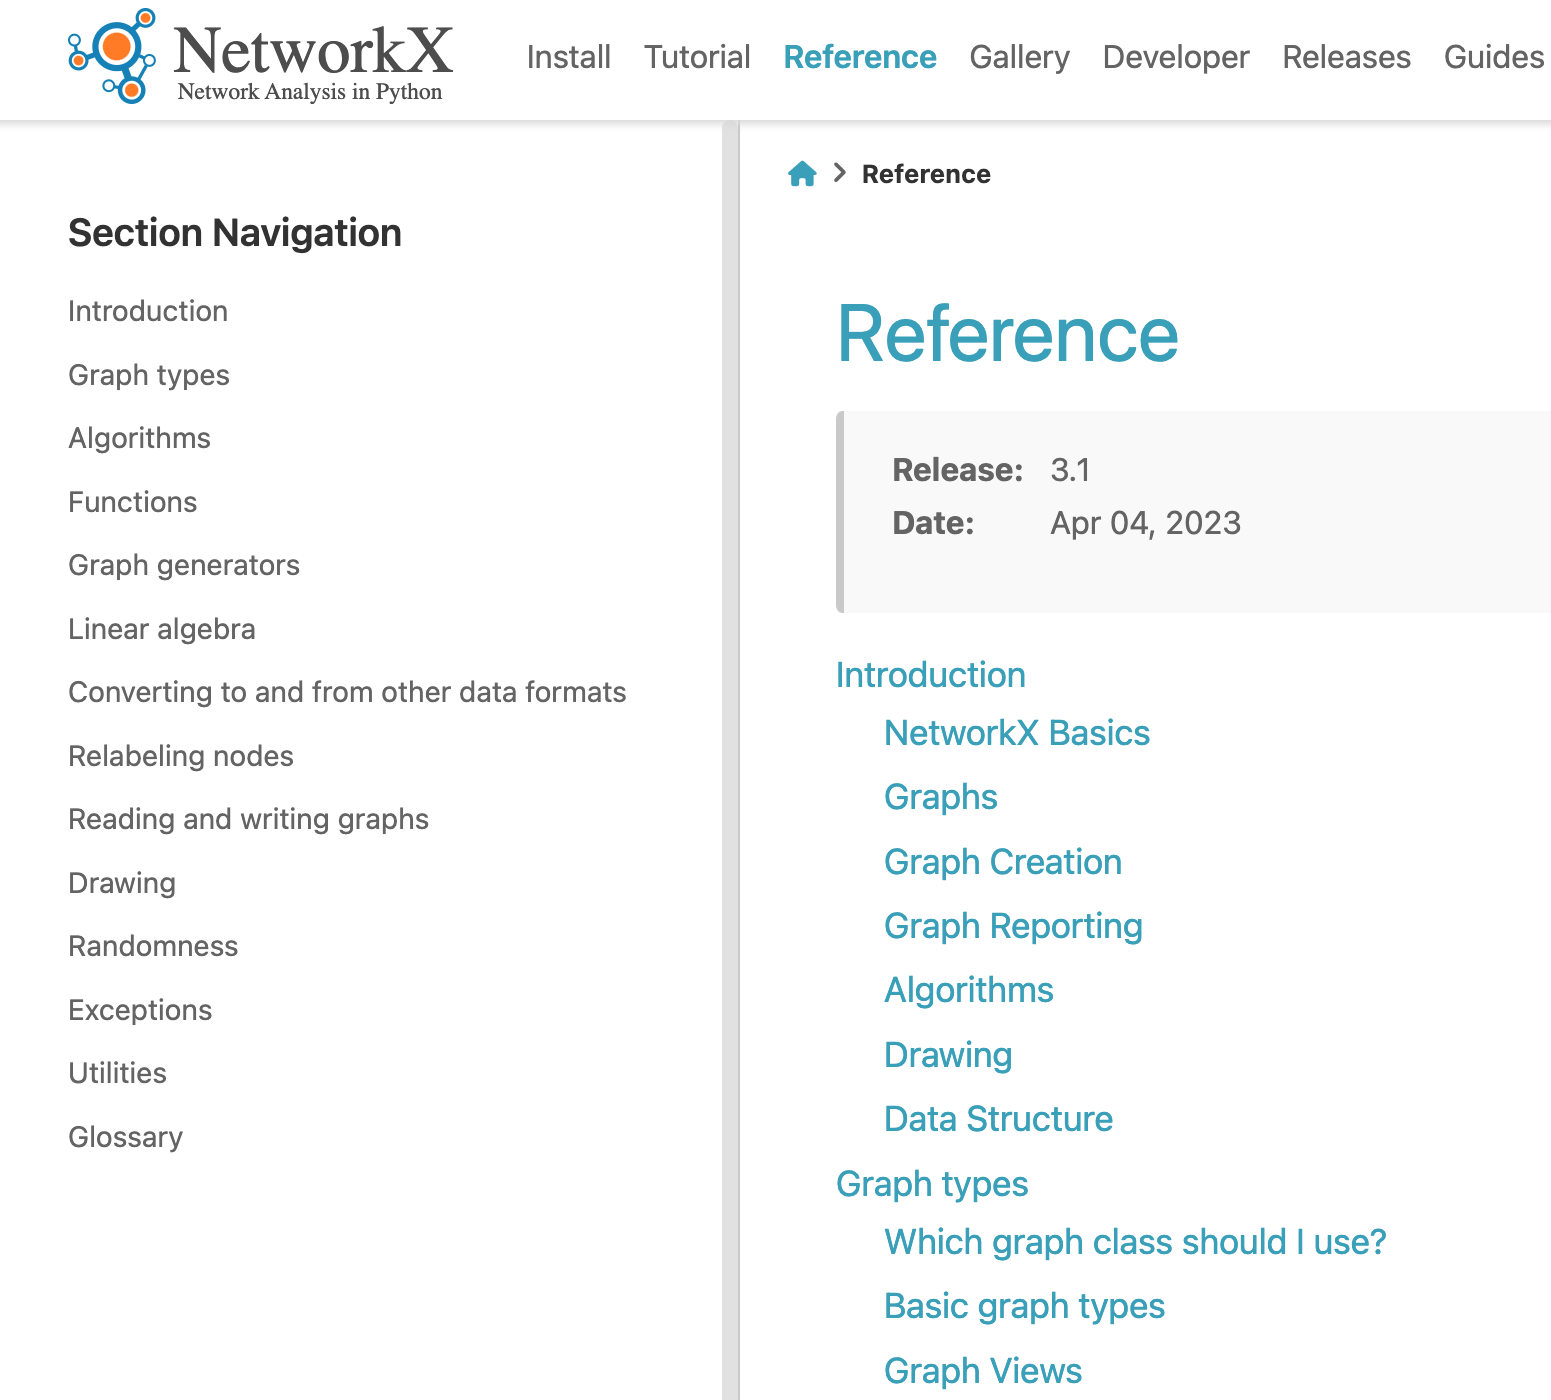 NetworkX
Network Analysis in Python
Install Tutorial Reference Gallery Developer Releases Guides
Section Navigation
Introduction
Graph types
Algorithms
Functions
Graph generators
Linear algebra
Converting to and from other data formats
Relabeling nodes
Reading and writing graphs
Drawing
Randomness
Exceptions
Utilities
Glossary
Reference
Reference
Release: 3.1
Date: Apr 04, 2023
Introduction
NetworkX Basics
Graphs
Graph Creation
Graph Reporting
Algorithms
Drawing
Data Structure
Graph types
Which graph class should I use?
Basic graph types
Graph Views